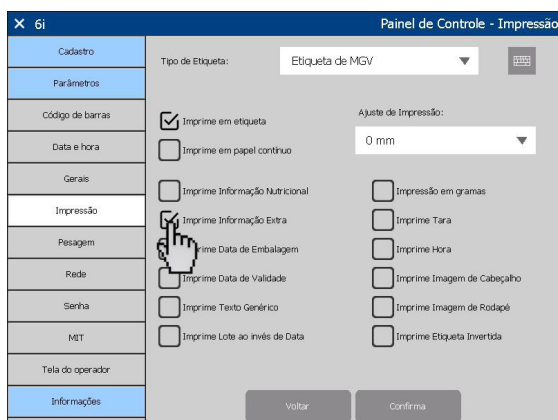 6i
Painel de Controle - Impressão
Cadastro
Parâmetros
Código de barras
Data e hora
Gerais
Impressão
Pesagem
Rede
Senha
MIT
Tela do operador
Informações
Tipo de Etiqueta:
Etiqueta de MGV
Imprime em etiqueta
Imprime em papel contínuo
Ajuste de Impressão:
0 mm
Imprime Informação Nutricional
Imprime Informação Extra
rime Data de Embalagem
Imprime Data de Validade
Imprime Texto Genérico
Imprime Lote ao invés de Data
Impressão em gramas
Imprime Tara
Imprime Hora
Imprime Imagem de Cabeçalho
Imprime Imagem de Rodapé
Imprime Etiqueta Invertida
Voltar
Confirma